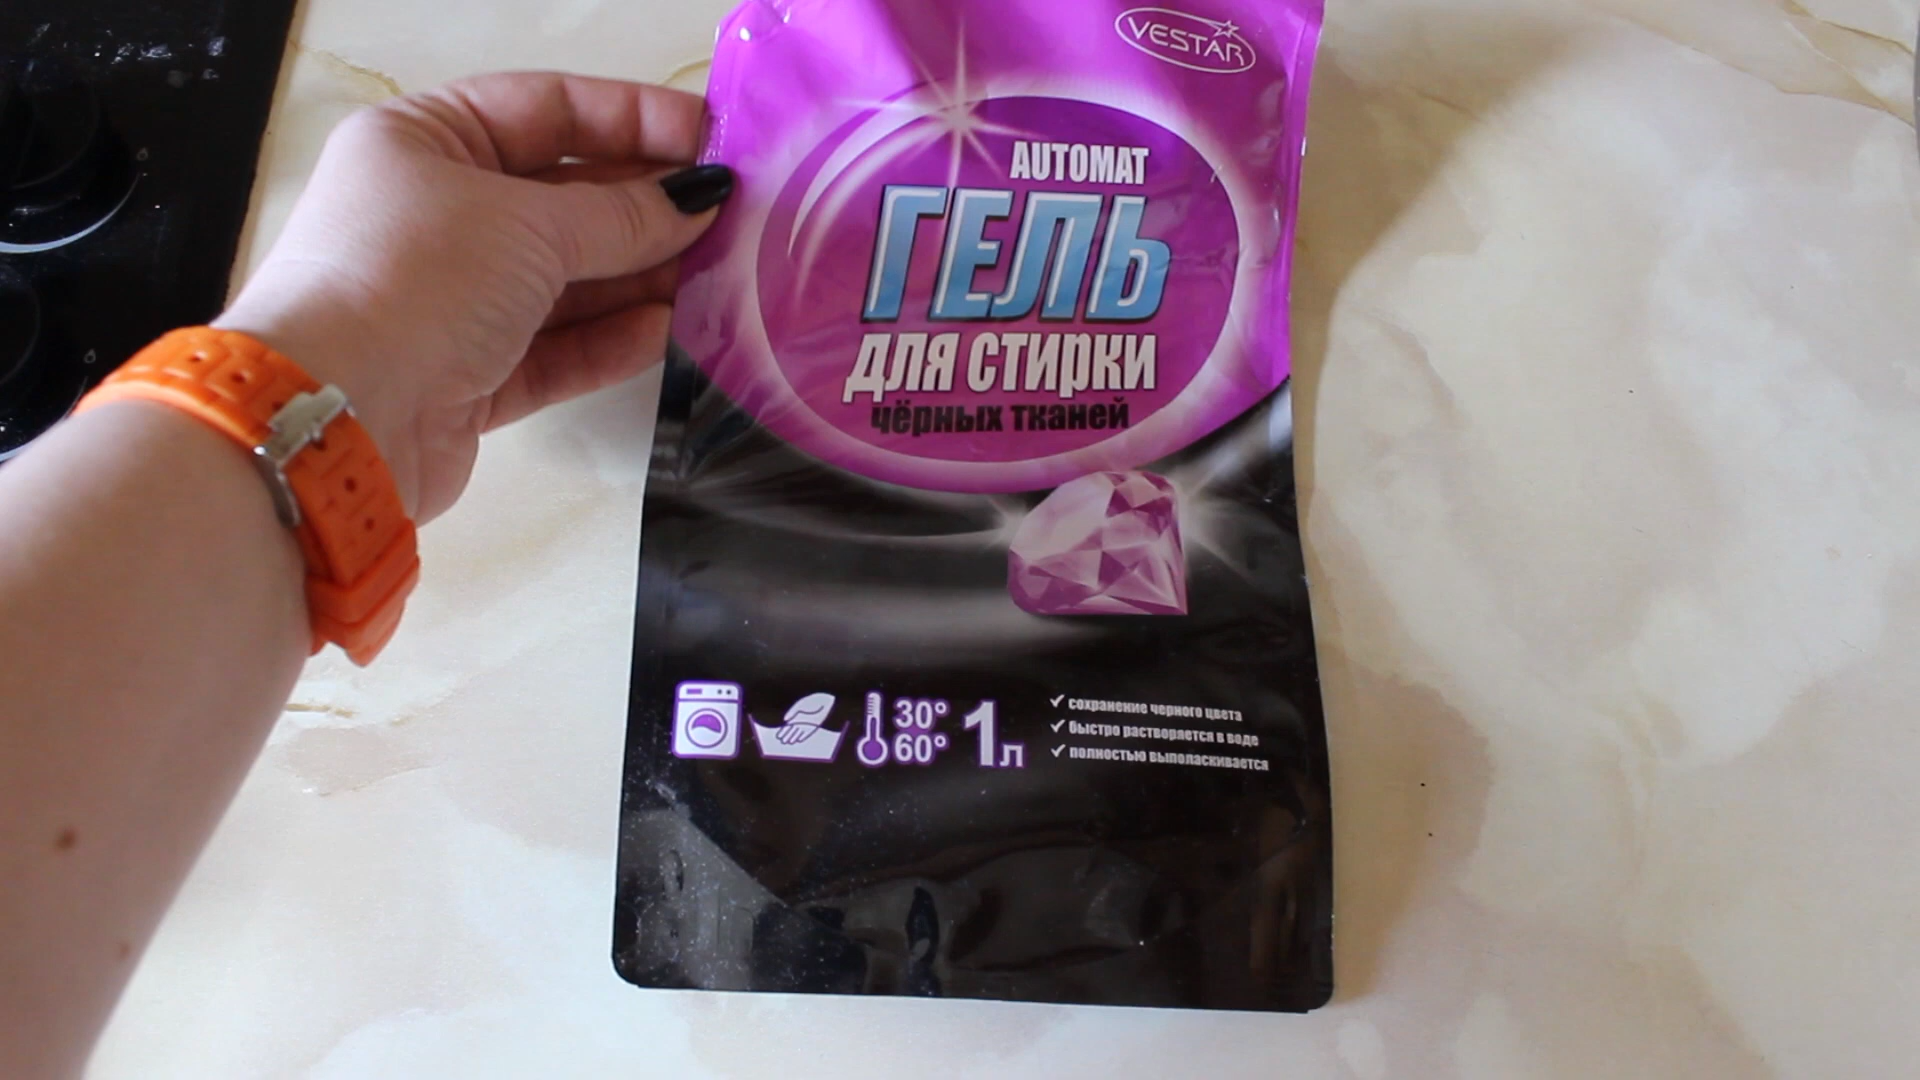 VESTAR
AUTOMAT
ГЕЛЬ
ДЛЯ СТИРКИ
чёрных тканей
30°
60°
1л
✓ сохранение черного цвета
✓ быстро растворяется в воде
✓ полностью выполаскивается